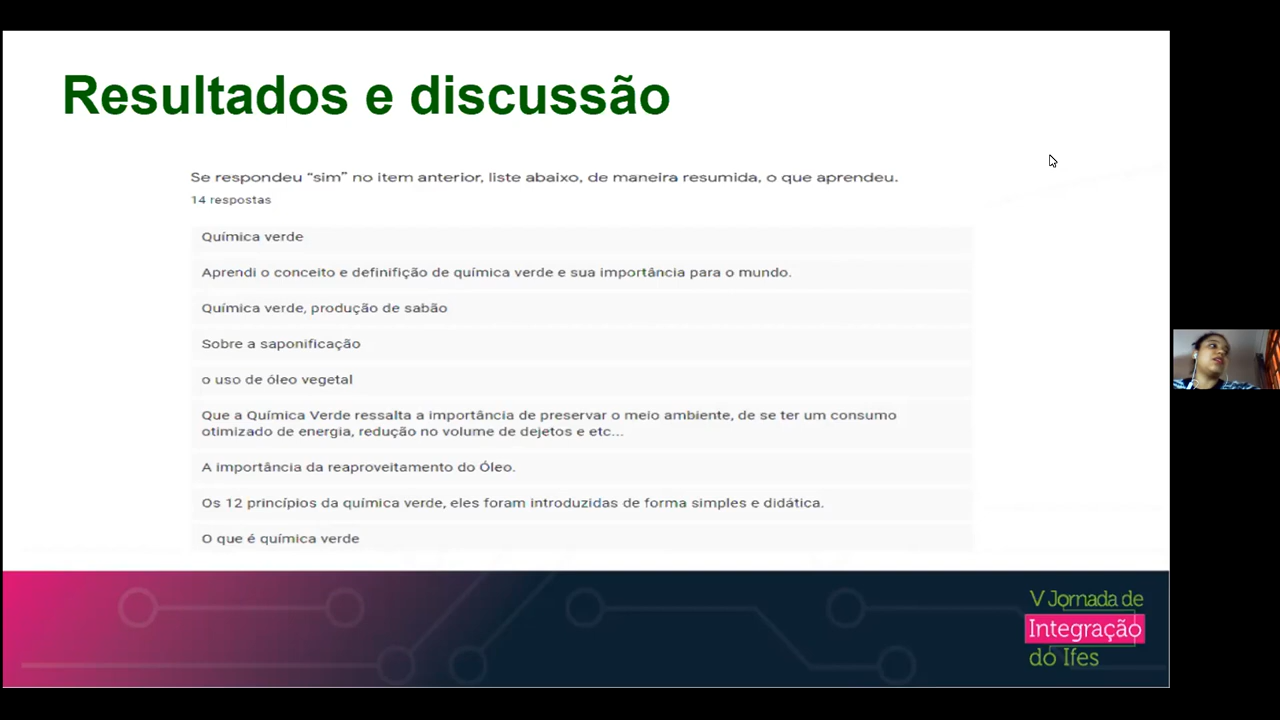 Resultados e discussão
Se respondeu “sim” no item anterior, liste abaixo, de maneira resumida, o que aprendeu.
14 respostas
Química verde
Aprendi o conceito e definifição de química verde e sua importância para o mundo.
Química verde, produção de sabão
Sobre a saponificação
o uso de óleo vegetal
Que a Química Verde ressalta a importância de preservar o meio ambiente, de se ter um consumo
otimizado de energia, redução no volume de dejetos e etc...
A importância da reaproveitamento do Óleo.
Os 12 princípios da química verde, eles foram introduzidas de forma simples e didática.
O que é química verde
V Jornada de
Integração
do Ifes